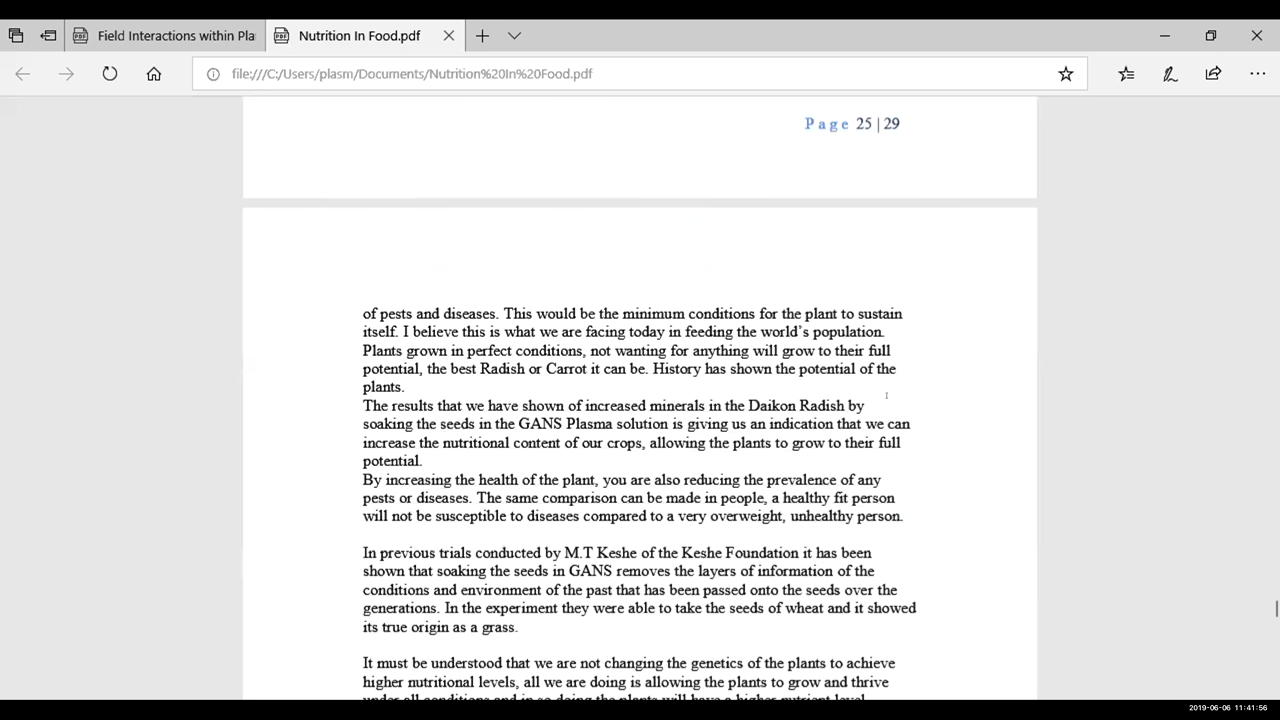 Field Interactions within Pla
Nutrition In Food.pdf
file:///C:/Users/plasm/Documents/Nutrition%20In%20Food.pdf
Page 25 | 29
of pests and diseases. This would be the minimum conditions for the plant to sustain
itself. I believe this is what we are facing today in feeding the world's population.
Plants grown in perfect conditions, not wanting for anything will grow to their full
potential, the best Radish or Carrot it can be. History has shown the potential of the
plants.
The results that we have shown of increased minerals in the Daikon Radish by
soaking the seeds in the GANS Plasma solution is giving us an indication that we can
increase the nutritional content of our crops, allowing the plants to grow to their full
potential.
By increasing the health of the plant, you are also reducing the prevalence of any
pests or diseases. The same comparison can be made in people, a healthy fit person
will not be susceptible to diseases compared to a very overweight, unhealthy person.
In previous trials conducted by M.T Keshe of the Keshe Foundation it has been
shown that soaking the seeds in GANS removes the layers of information of the
conditions and environment of the past that has been passed onto the seeds over the
generations. In the experiment they were able to take the seeds of wheat and it showed
its true origin as a grass.
It must be understood that we are not changing the genetics of the plants to achieve
higher nutritional levels, all we are doing is allowing the plants to grow and thrive
under all conditions and in so doing the plants will have a higher nutrient level
2019-06-06 11:41:56